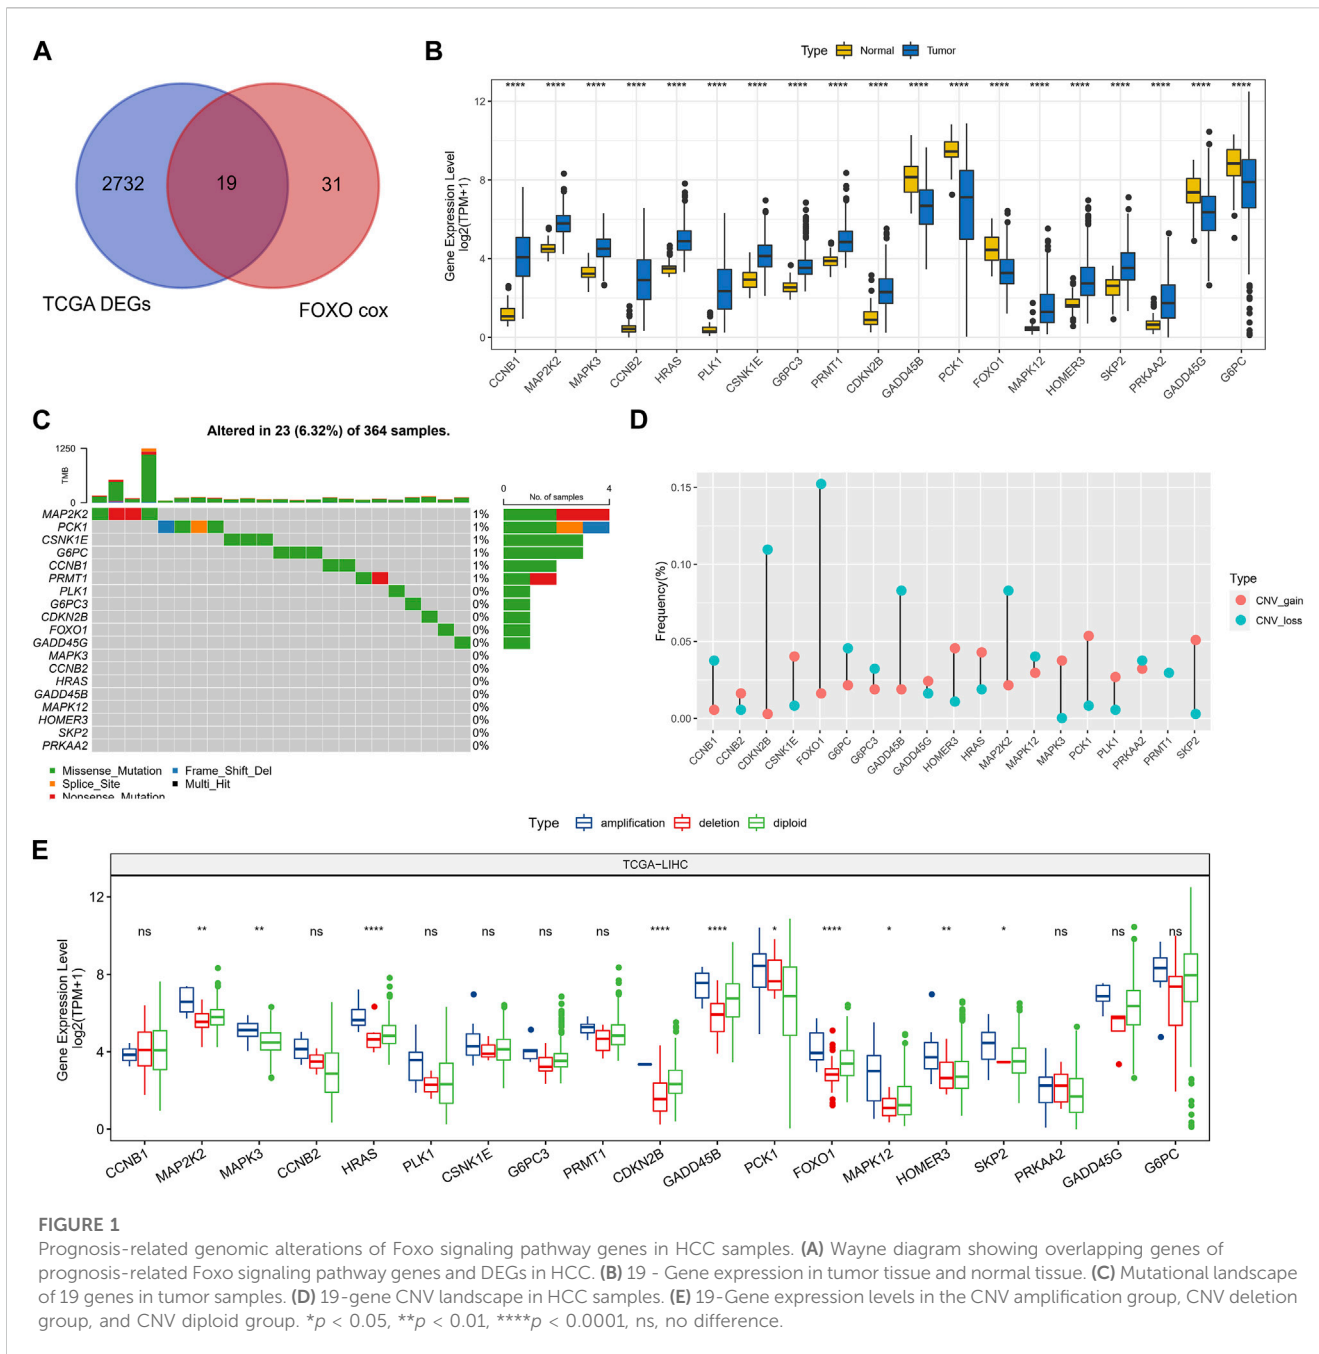 A
2732
19
31
TCGA DEGs
FOXO cox
B
Type Normal Tumor
**** **** **** **** **** **** **** **** **** **** **** **** **** **** **** **** **** **** ****
Gene Expression Level
log2(TPM+1)
12
8
4
0
CCNB1 MAP2K2 MAPK3 CCNB2 HRAS PLK1 CSNK1E G6PC3 PRMT1 CDKN2B GADD45B PCK1 FOXO1 MAPK12 HOMER3 SKP2 PRKAA2 GADD45G G6PC
C
Altered in 23 (6.32%) of 364 samples.
TMB
1250
0
0 4
No. of samples
MAP2K2 1%
PCK1 1%
CSNK1E 1%
G6PC 1%
CCNB1 1%
PRMT1 1%
PLK1 0%
G6PC3 0%
CDKN2B 0%
FOXO1 0%
GADD45G 0%
MAPK3 0%
CCNB2 0%
HRAS 0%
GADD45B 0%
MAPK12 0%
HOMER3 0%
SKP2 0%
PRKAA2 0%
Missense_Mutation Frame_Shift_Del
Splice_Site Multi_Hit
Nonsense_Mutation
D
Frequency(%)
0.15
0.10
0.05
0.00
CCNB1 CCNB2 CDKN2B CSNK1E FOXO1 G6PC G6PC3 GADD45B GADD45G HOMER3 HRAS MAP2K2 MAPK12 MAPK3 PCK1 PLK1 PRKAA2 PRMT1 SKP2
Type
CNV_gain
CNV_loss
Type amplification deletion diploid
E
TCGA-LIHC
Gene Expression Level
log2(TPM+1)
12
8
4
0
ns ** ** ns **** ns ns ns ns **** **** * **** * ** * ns ns ns
CCNB1 MAP2K2 MAPK3 CCNB2 HRAS PLK1 CSNK1E G6PC3 PRMT1 CDKN2B GADD45B PCK1 FOXO1 MAPK12 HOMER3 SKP2 PRKAA2 GADD45G G6PC
FIGURE 1
Prognosis-related genomic alterations of Foxo signaling pathway genes in HCC samples. (A) Wayne diagram showing overlapping genes of
prognosis-related Foxo signaling pathway genes and DEGs in HCC. (B) 19 - Gene expression in tumor tissue and normal tissue. (C) Mutational landscape
of 19 genes in tumor samples. (D) 19-gene CNV landscape in HCC samples. (E) 19-Gene expression levels in the CNV amplification group, CNV deletion
group, and CNV diploid group. *p < 0.05, **p < 0.01, ****p < 0.0001, ns, no difference.